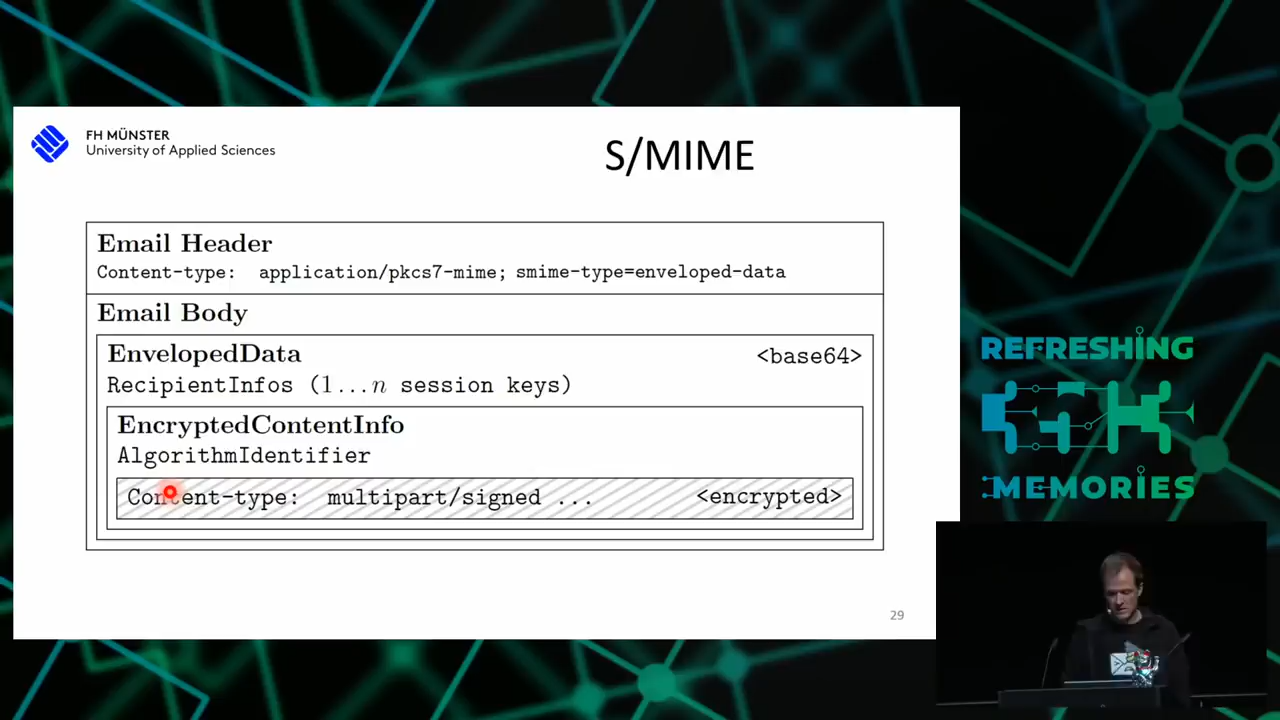 FH MÜNSTER
University of Applied Sciences
S/MIME
Email Header
Content-type: application/pkcs7-mime; smime-type=enveloped-data
Email Body
EnvelopedData <base64>
RecipientInfos (1...n session keys)
EncryptedContentInfo
AlgorithmIdentifier
Content-type: multipart/signed ... <encrypted>
29
REFRESHING
MEMORIES